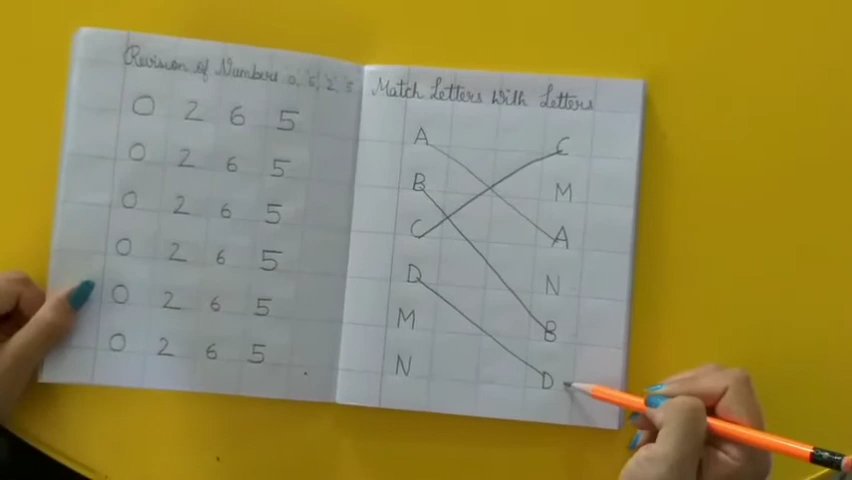 Revision of Numbers '0', '6', '2', '5'
0 2 6 5
0 2 6 5
0 2 6 5
0 2 6 5
0 2 6 5
0 2 6 5
Match Letters With Letters
A C
B M
C A
D N
M B
N D